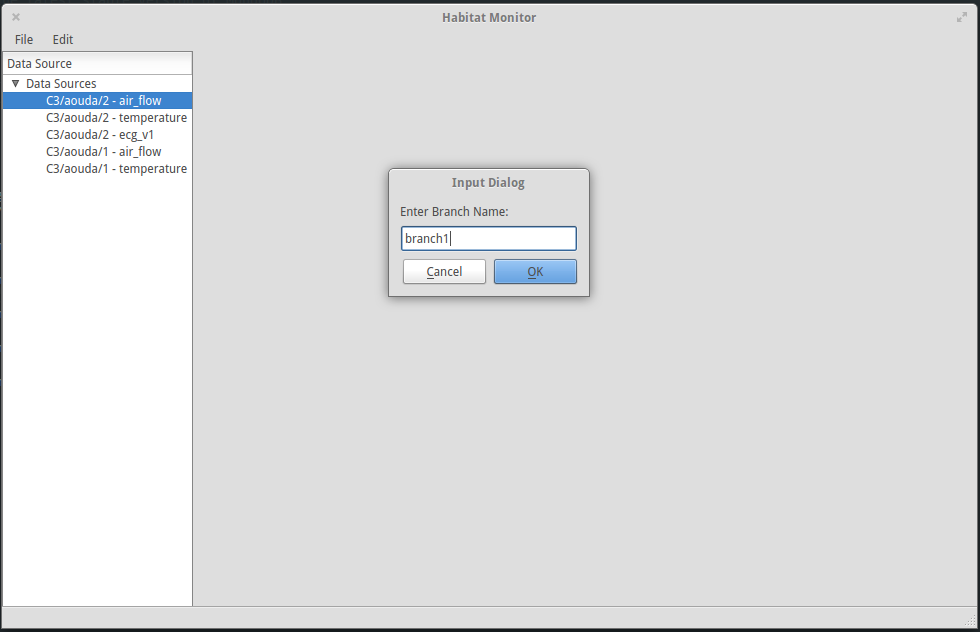 Habitat Monitor
File Edit
Data Source
Data Sources
C3/aouda/2 - air_flow
C3/aouda/2 - temperature
C3/aouda/2 - ecg_v1
C3/aouda/1 - air_flow
C3/aouda/1 - temperature
Input Dialog
Enter Branch Name:
branch1
Cancel OK